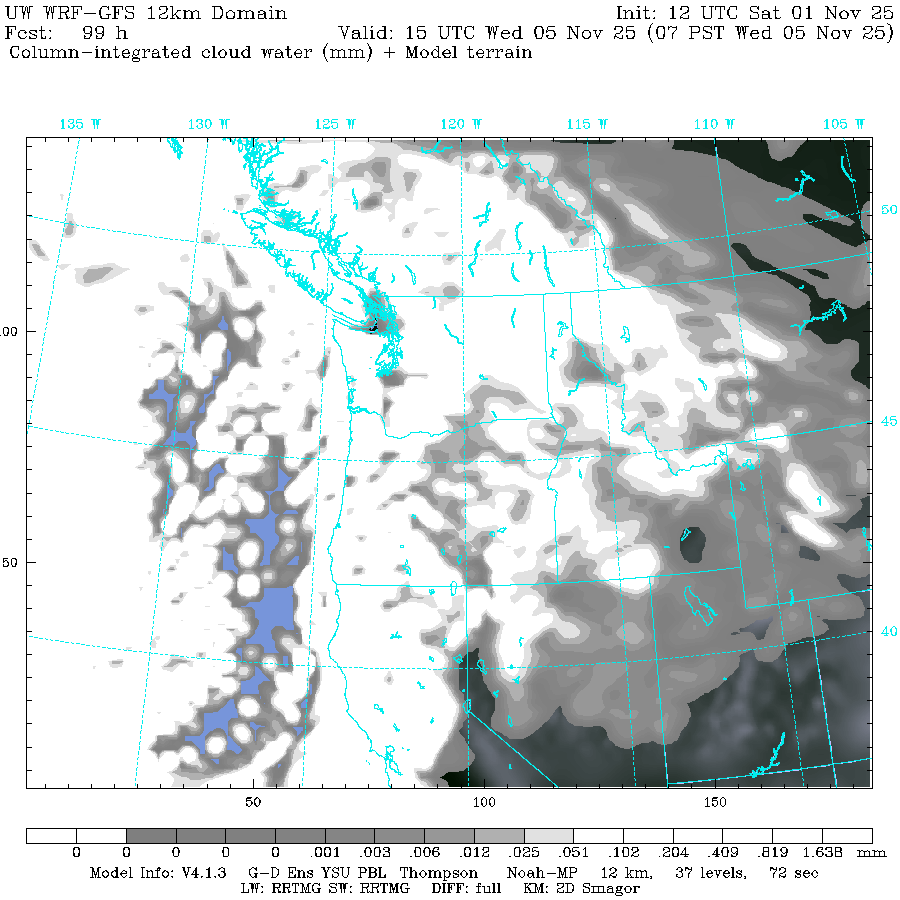 UW WRF-GFS 12km Domain Init: 12 UTC Sat 01 Nov 25
Fcst: 99 h Valid: 15 UTC Wed 05 Nov 25 (07 PST Wed 05 Nov 25)
Column-integrated cloud water (mm) + Model terrain
135 W 130 W 125 W 120 W 115 W 110 W 105 W
50
00
45
50
40
50 100 150
0 0 0 0 .001 .003 .006 .012 .025 .051 .102 .204 .409 .819 1.638 mm
Model Info: V4.1.3 G-D Ens YSU PBL Thompson Noah-MP 12 km, 37 levels, 72 sec
LW: RRTMG SW: RRTMG DIFF: full KM: 2D Smagor